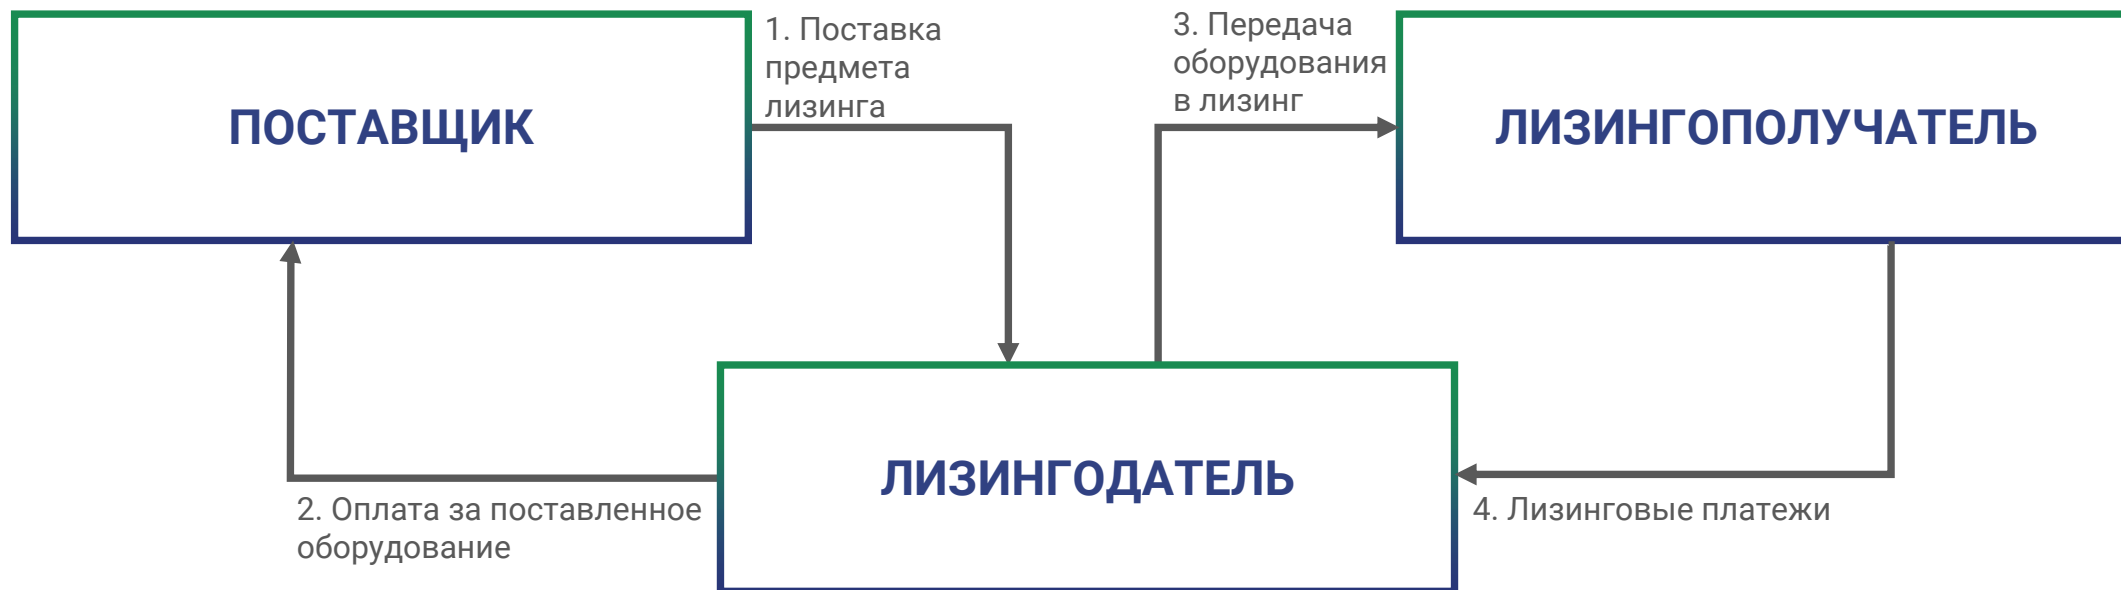 ПОСТАВЩИК
1. Поставка
предмета
лизинга
3. Передача
оборудования
в лизинг
ЛИЗИНГОПОЛУЧАТЕЛЬ
2. Оплата за поставленное
оборудование
ЛИЗИНГОДАТЕЛЬ
4. Лизинговые платежи